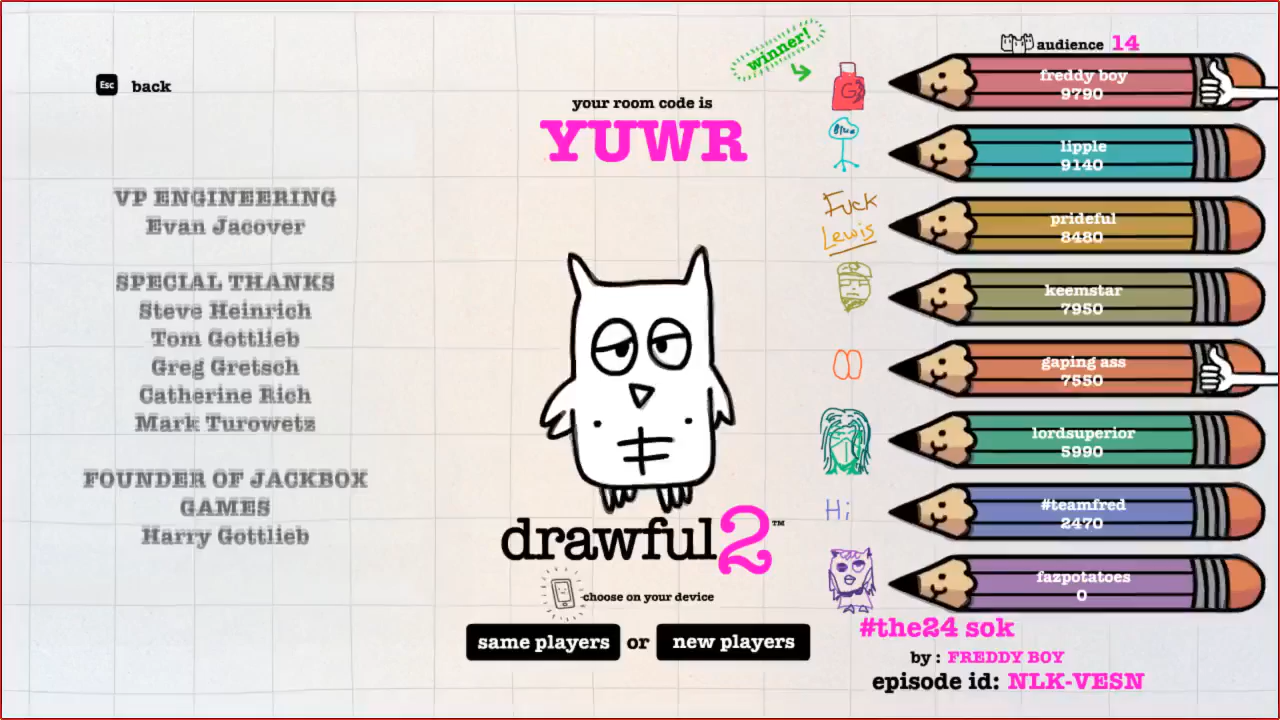 Esc back
VP ENGINEERING
Evan Jacover
SPECIAL THANKS
Steve Heinrich
Tom Gottlieb
Greg Gretsch
Catherine Rich
Mark Turowetz
FOUNDER OF JACKBOX
GAMES
Harry Gottlieb
your room code is
YUWR
drawful 2™
choose on your device
same players or new players
winner!
audience 14
G
freddy boy
9790
Blue
lipple
9140
Fuck
Lewis
prideful
8480
keemstar
7950
gaping ass
7550
lordsuperior
5990
Hi
#teamfred
2470
fazpotatoes
0
#the24 sok
by : FREDDY BOY
episode id: NLK-VESN